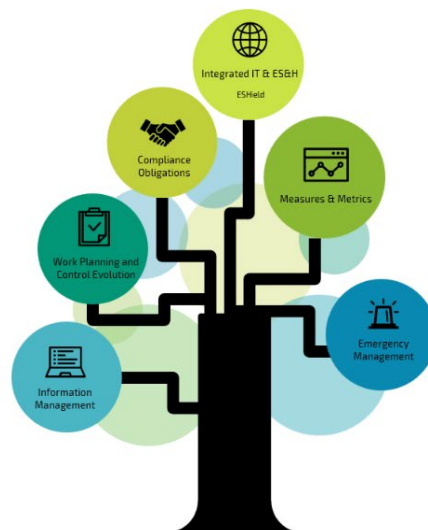 Integrated IT & ES&H
ESHield
Compliance
Obligations
Measures & Metrics
Work Planning and
Control Evolution
Emergency
Management
Information
Management